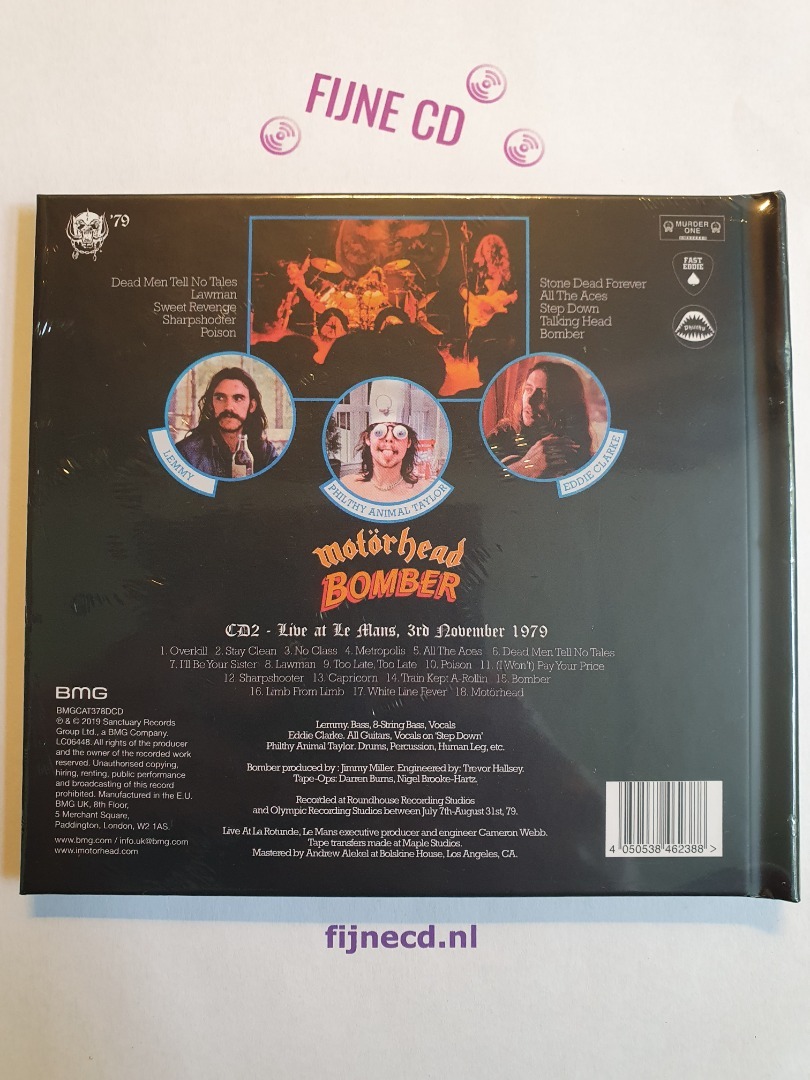 FIJNE CD
'79
MURDER
ONE
Dead Men Tell No Tales
Lawman
Sweet Revenge
Sharpshooter
Poison
Stone Dead Forever
All The Aces
Step Down
Talking Head
Bomber
FAST
EDDIE
LEMMY
PHILTHY ANIMAL TAYLOR
EDDIE CLARKE
motörhead
BOMBER
CD2 - Live at Le Mans, 3rd November 1979
1. Overkill 2. Stay Clean 3. No Class 4. Metropolis 5. All The Aces 6. Dead Men Tell No Tales
7. I'll Be Your Sister 8. Lawman 9. Too Late, Too Late 10. Poison 11. (I Won't) Pay Your Price
12. Sharpshooter 13. Capricorn 14. Train Kept A-Rollin 15. Bomber
16. Limb From Limb 17. White Line Fever 18. Motörhead
BMG
BMGCAT378DCD
℗ & © 2019 Sanctuary Records
Group Ltd., a BMG Company.
LC06448. All rights of the producer
and the owner of the recorded work
reserved. Unauthorised copying,
hiring, renting, public performance
and broadcasting of this record
prohibited. Manufactured in the E.U.
BMG UK, 8th Floor,
5 Merchant Square,
Paddington, London, W2 1AS.
www.bmg.com / info.uk@bmg.com
www.imotorhead.com
Lemmy. Bass, 8-String Bass, Vocals
Eddie Clarke. All Guitars, Vocals on 'Step Down'
Philthy Animal Taylor. Drums, Percussion, Human Leg, etc.
Bomber produced by : Jimmy Miller. Engineered by: Trevor Hallsey.
Tape-Ops: Darren Burns, Nigel Brooke-Hartz.
Recorded at Roundhouse Recording Studios
and Olympic Recording Studios between July 7th-August 31st, 79.
Live At La Rotunde, Le Mans executive producer and engineer Cameron Webb.
Tape transfers made at Maple Studios.
Mastered by Andrew Alekel at Bolskine House, Los Angeles, CA.
4 050538 462388 >
fijnecd.nl